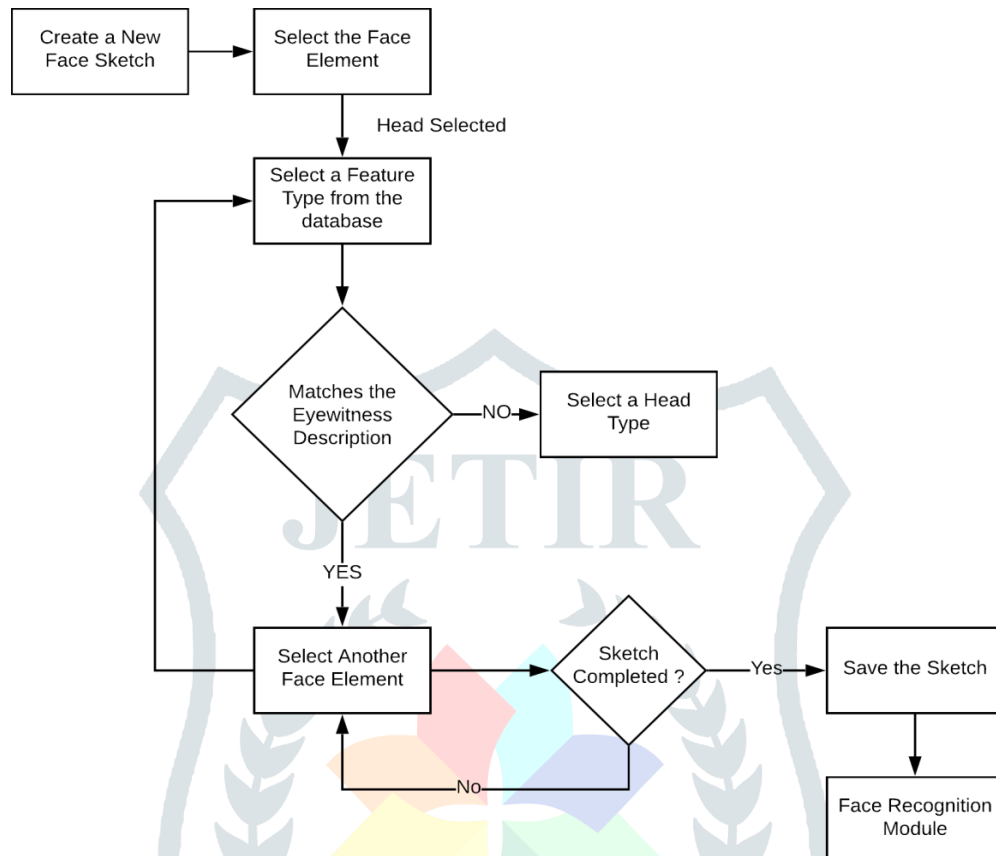 Create a New
Face Sketch
Select the Face
Element
Head Selected
Select a Feature
Type from the
database
Matches the
Eyewitness
Description
NO
Select a Head
Type
JETIR
YES
Select Another
Face Element
Sketch
Completed ?
Yes
Save the Sketch
No
Face Recognition
Module